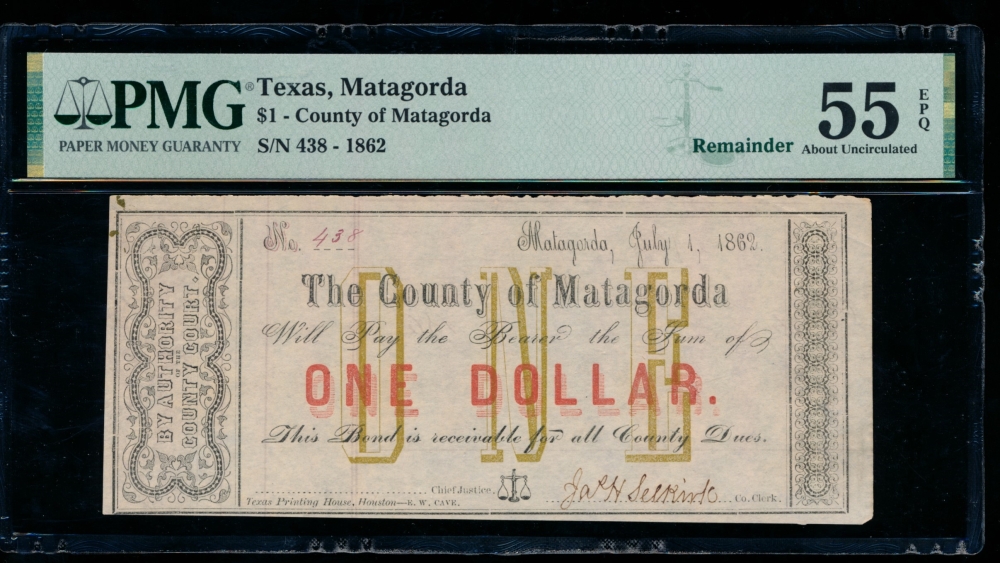 PMG®
PAPER MONEY GUARANTY
Texas, Matagorda
$1 - County of Matagorda
S/N 438 - 1862
Remainder
55
EPQ
About Uncirculated
BY AUTHORITY
OF THE
COUNTY COURT.
No. 438
Matagorda, July 1, 1862.
The County of Matagorda
Will Pay the Bearer the Sum of
ONE
ONE DOLLAR.
This Bond is receivable for all County Dues.
Chief Justice.
Jas H Selkirk Co. Clerk.
Texas Printing House, Houston—E. W. CAVE.